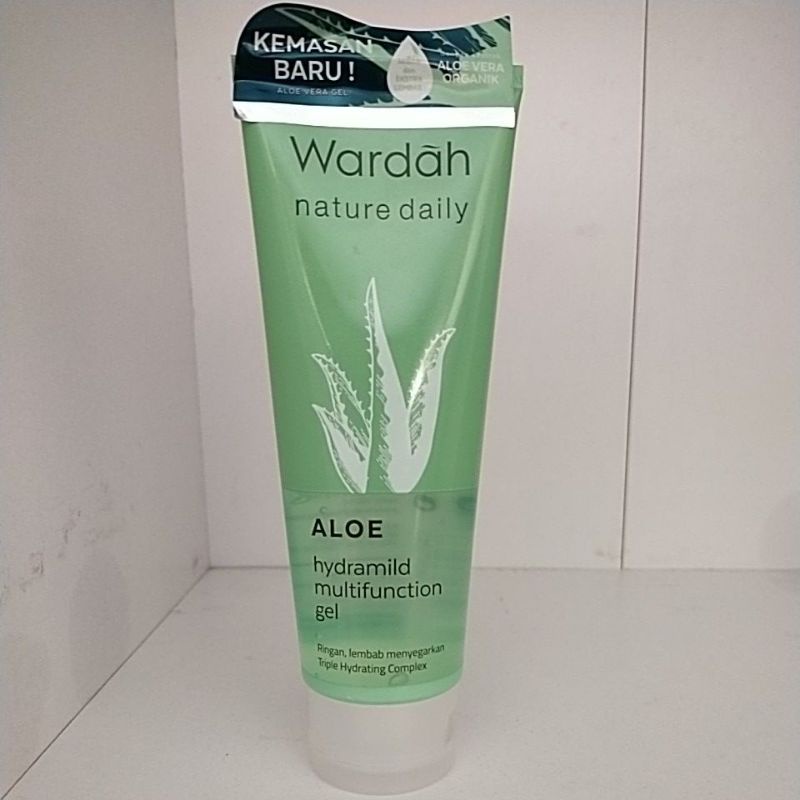 KEMASAN
BARU !
ALOE VERA GEL
ALOE VERA
ORGANIK
Wardāh
nature daily
ALOE
hydramild
multifunction
gel
Ringan, lembab menyegarkan
Triple Hydrating Complex